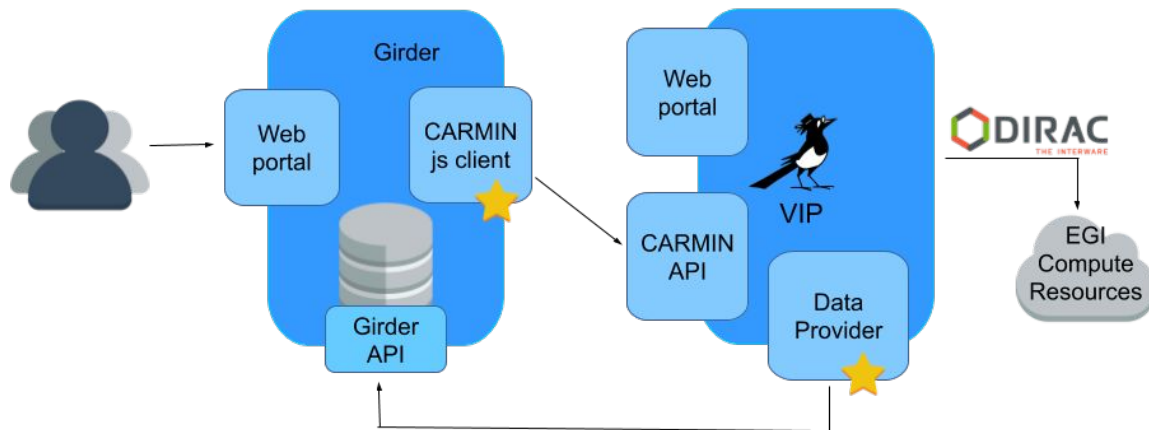 Girder
Web
portal
CARMIN
js client
Girder
API
Web
portal
VIP
CARMIN
API
Data
Provider
DIRAC
THE INTERWARE
EGI
Compute
Resources